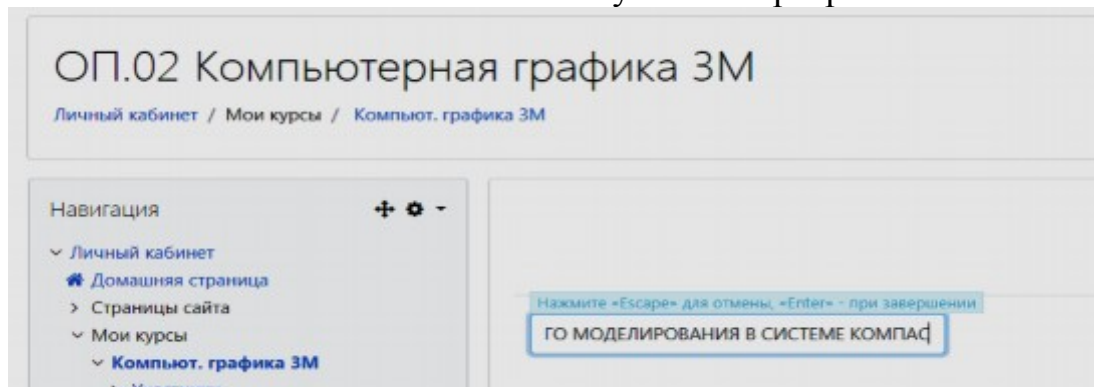 ОП.02 Компьютерная графика 3М
Личный кабинет / Мои курсы / Компьют. графика 3М
Навигация
Личный кабинет
Домашняя страница
Страницы сайта
Мои курсы
Компьют. графика 3М
Нажмите «Escape» для отмены, «Enter» - при завершении
ГО МОДЕЛИРОВАНИЯ В СИСТЕМЕ КОМПАС